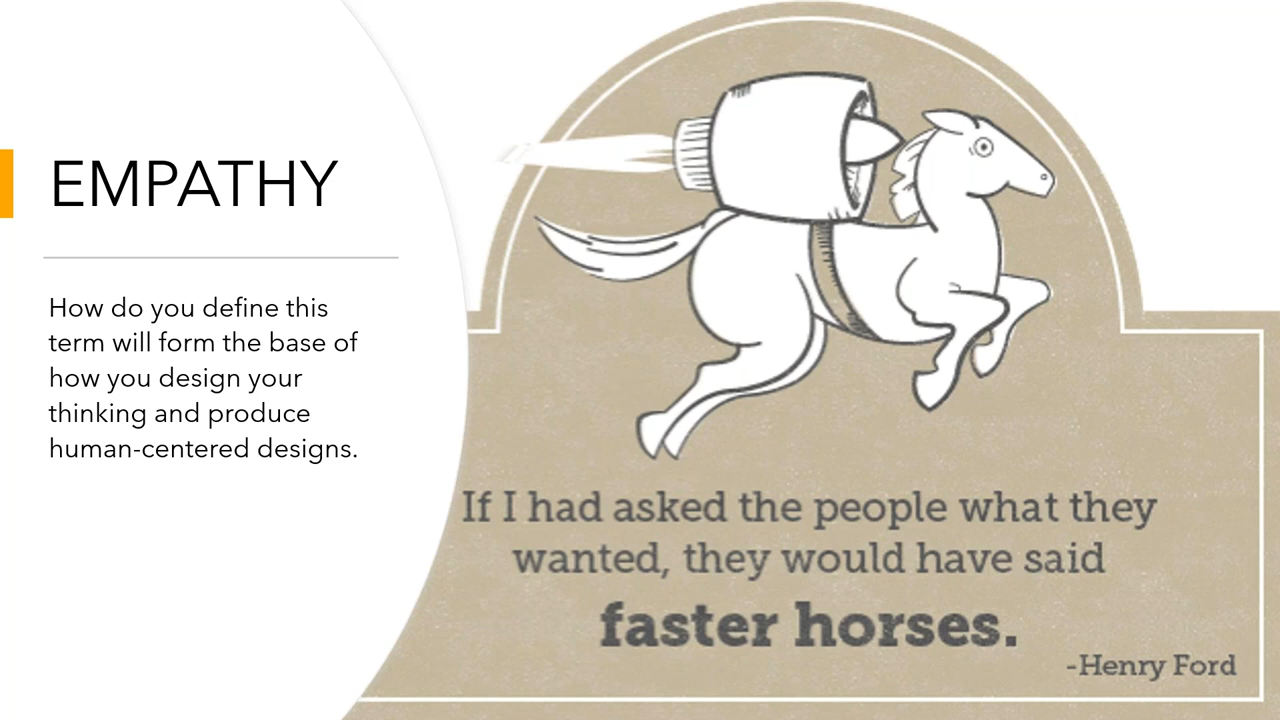 EMPATHY
How do you define this
term will form the base of
how you design your
thinking and produce
human-centered designs.
If I had asked the people what they
wanted, they would have said
faster horses.
-Henry Ford